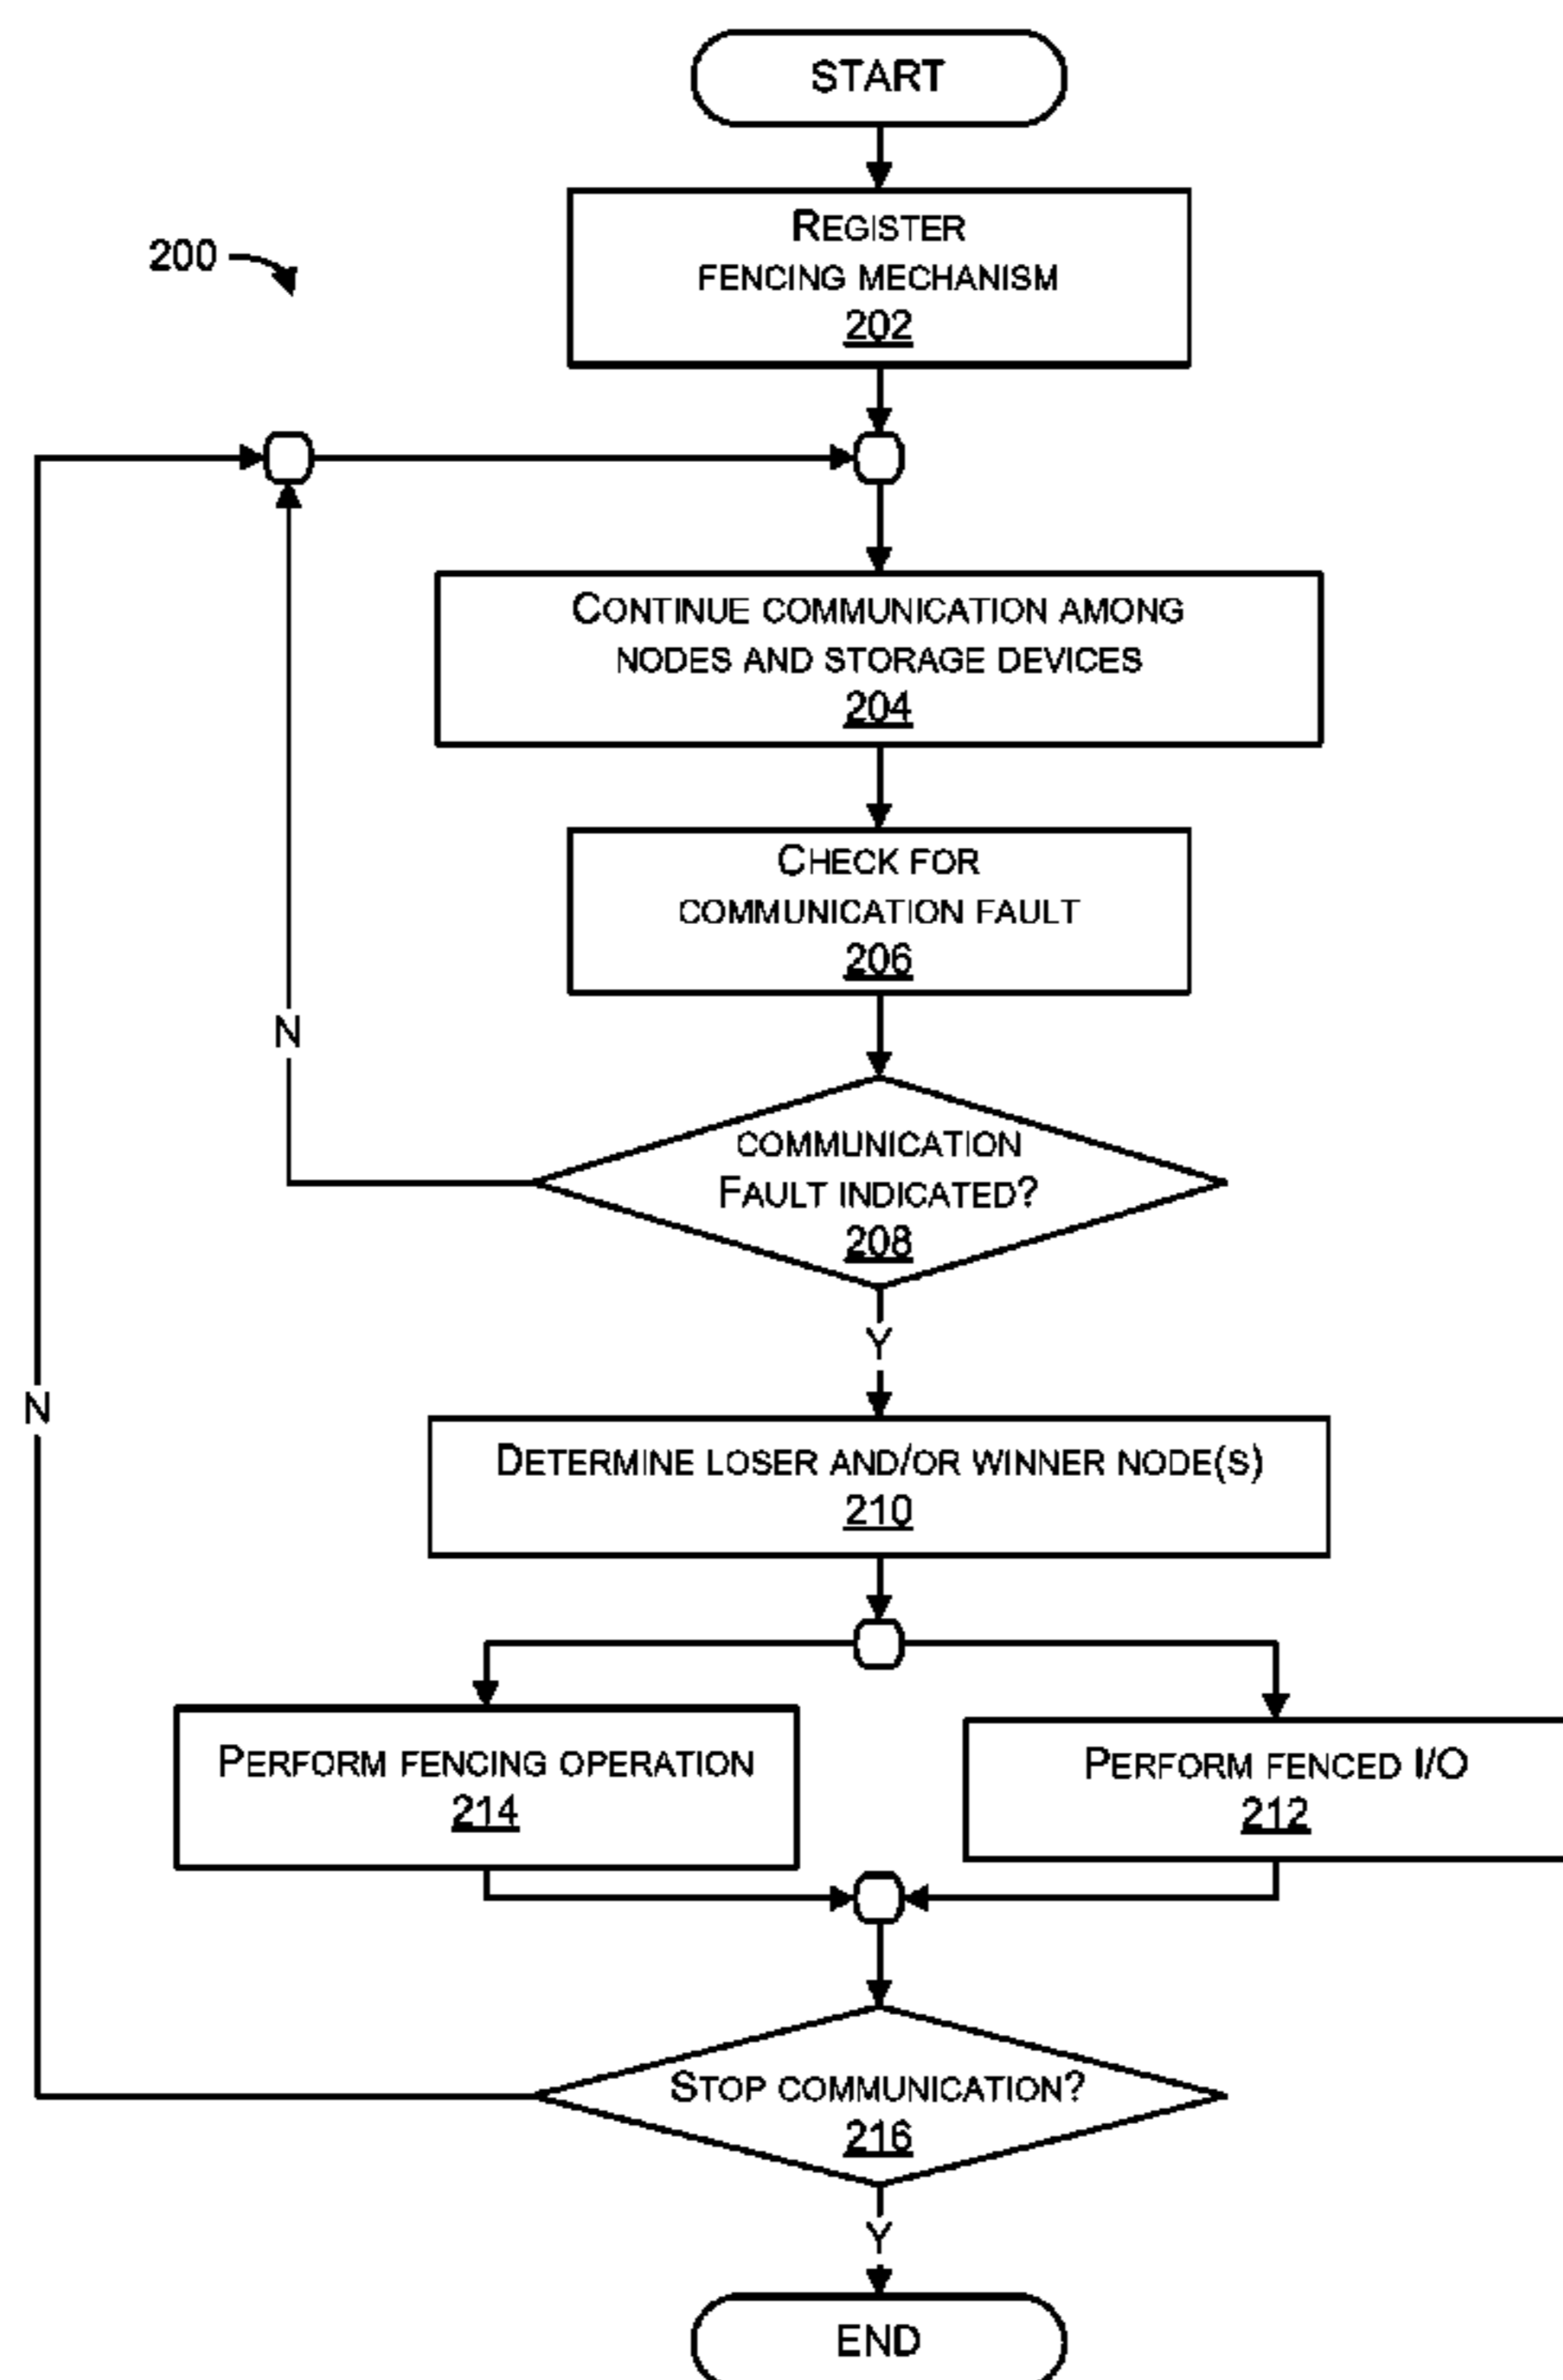 START
200
REGISTER
FENCING MECHANISM
202
CONTINUE COMMUNICATION AMONG
NODES AND STORAGE DEVICES
204
CHECK FOR
COMMUNICATION FAULT
206
N
COMMUNICATION
FAULT INDICATED?
208
Y
N
DETERMINE LOSER AND/OR WINNER NODE(S)
210
PERFORM FENCING OPERATION
214
PERFORM FENCED I/O
212
STOP COMMUNICATION?
216
Y
END